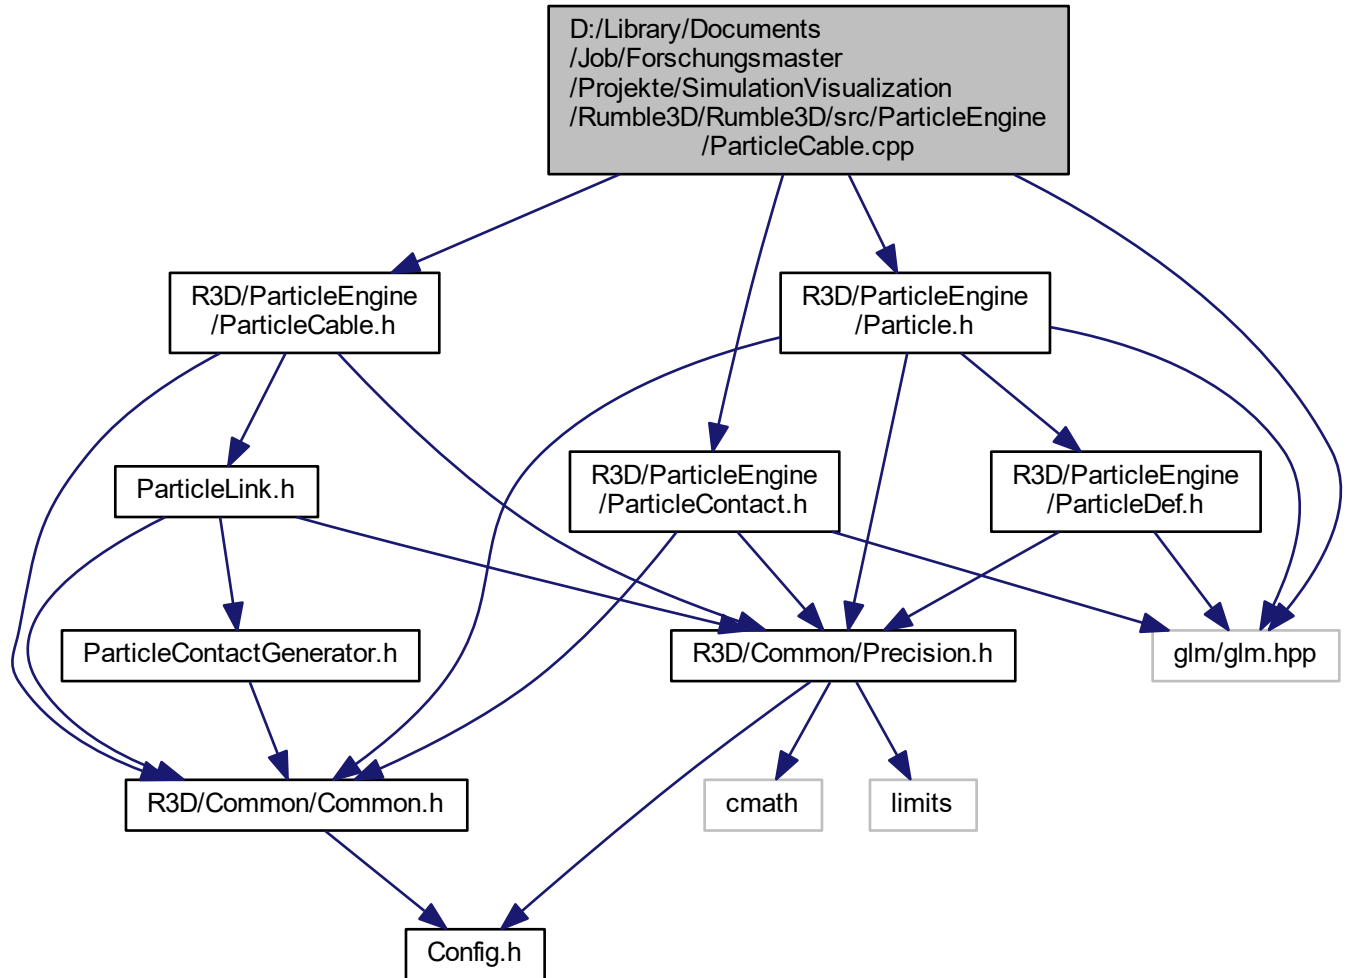 D:/Library/Documents
/Job/Forschungsmaster
/Projekte/SimulationVisualization
/Rumble3D/Rumble3D/src/ParticleEngine
/ParticleCable.cpp
R3D/ParticleEngine
/ParticleCable.h
R3D/ParticleEngine
/Particle.h
ParticleLink.h
R3D/ParticleEngine
/ParticleContact.h
R3D/ParticleEngine
/ParticleDef.h
ParticleContactGenerator.h
R3D/Common/Precision.h
glm/glm.hpp
R3D/Common/Common.h
cmath
limits
Config.h